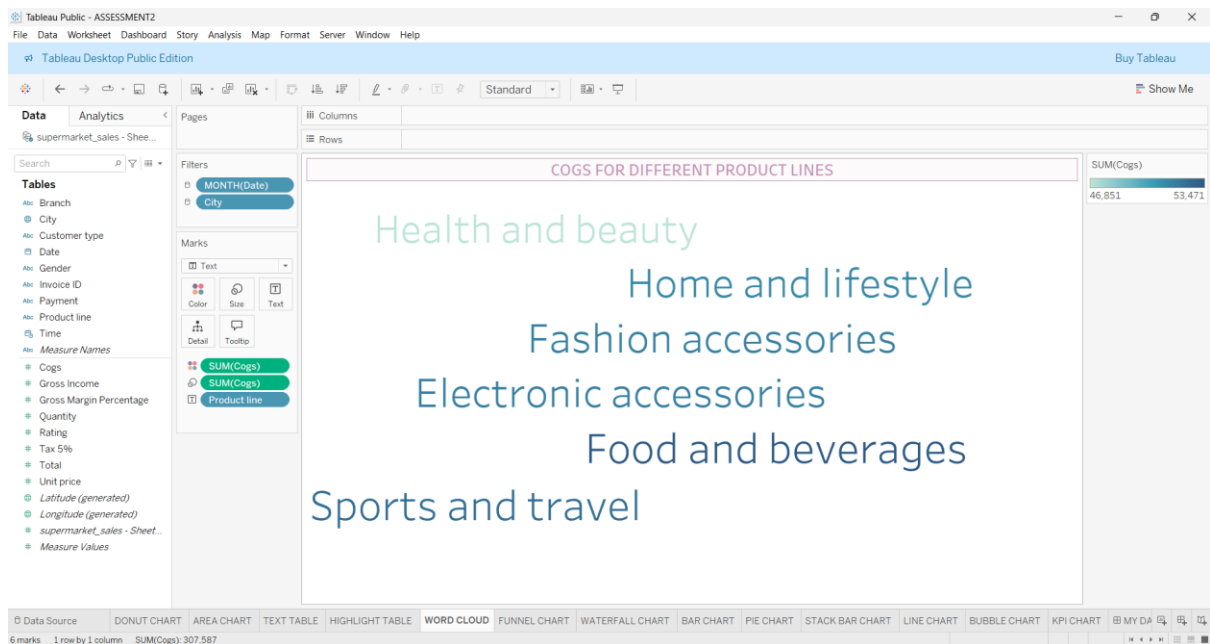 Tableau Public - ASSESSMENT2
File Data Worksheet Dashboard Story Analysis Map Format Server Window Help
Tableau Desktop Public Edition
Buy Tableau
Standard
Show Me
Data Analytics
supermarket_sales - Shee...
Search
Tables
Abc Branch
City
Abc Customer type
Date
Abc Gender
Abc Invoice ID
Abc Payment
Abc Product line
Time
Abc Measure Names
# Cogs
# Gross Income
# Gross Margin Percentage
# Quantity
# Rating
# Tax 5%
# Total
# Unit price
Latitude (generated)
Longitude (generated)
# supermarket_sales - Sheet...
# Measure Values
Pages
Filters
MONTH(Date)
City
Marks
Text
Color Size Text
Detail Tooltip
SUM(Cogs)
SUM(Cogs)
Product line
Columns
Rows
COGS FOR DIFFERENT PRODUCT LINES
Health and beauty
Home and lifestyle
Fashion accessories
Electronic accessories
Food and beverages
Sports and travel
SUM(Cogs)
46,851 53,471
Data Source DONUT CHART AREA CHART TEXT TABLE HIGHLIGHT TABLE WORD CLOUD FUNNEL CHART WATERFALL CHART BAR CHART PIE CHART STACK BAR CHART LINE CHART BUBBLE CHART KPI CHART MY DA
6 marks 1 row by 1 column SUM(Cogs): 307,587